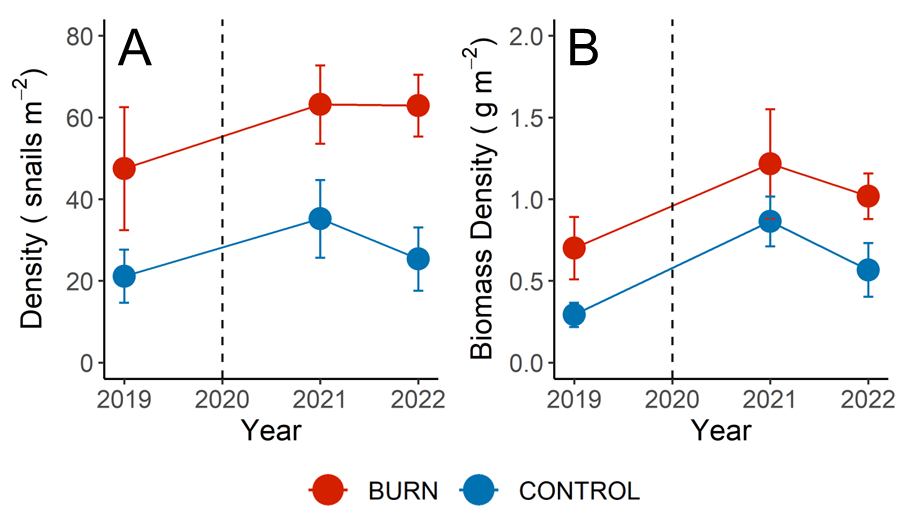 A
Density ( snails m⁻²)
80
60
40
20
0
2019 2020 2021 2022
Year
B
Biomass Density ( g m⁻²)
2.0
1.5
1.0
0.5
0.0
2019 2020 2021 2022
Year
BURN CONTROL